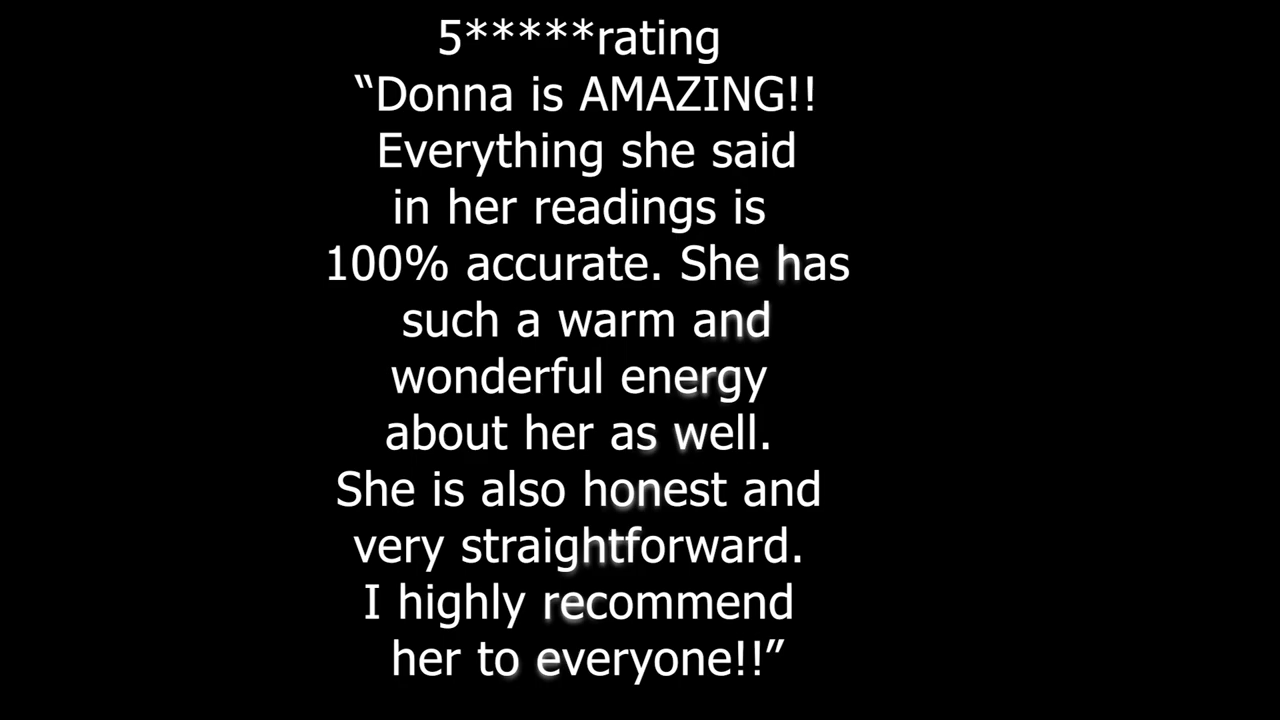 5*****rating
“Donna is AMAZING!!
Everything she said
in her readings is
100% accurate. She has
such a warm and
wonderful energy
about her as well.
She is also honest and
very straightforward.
I highly recommend
her to everyone!!”